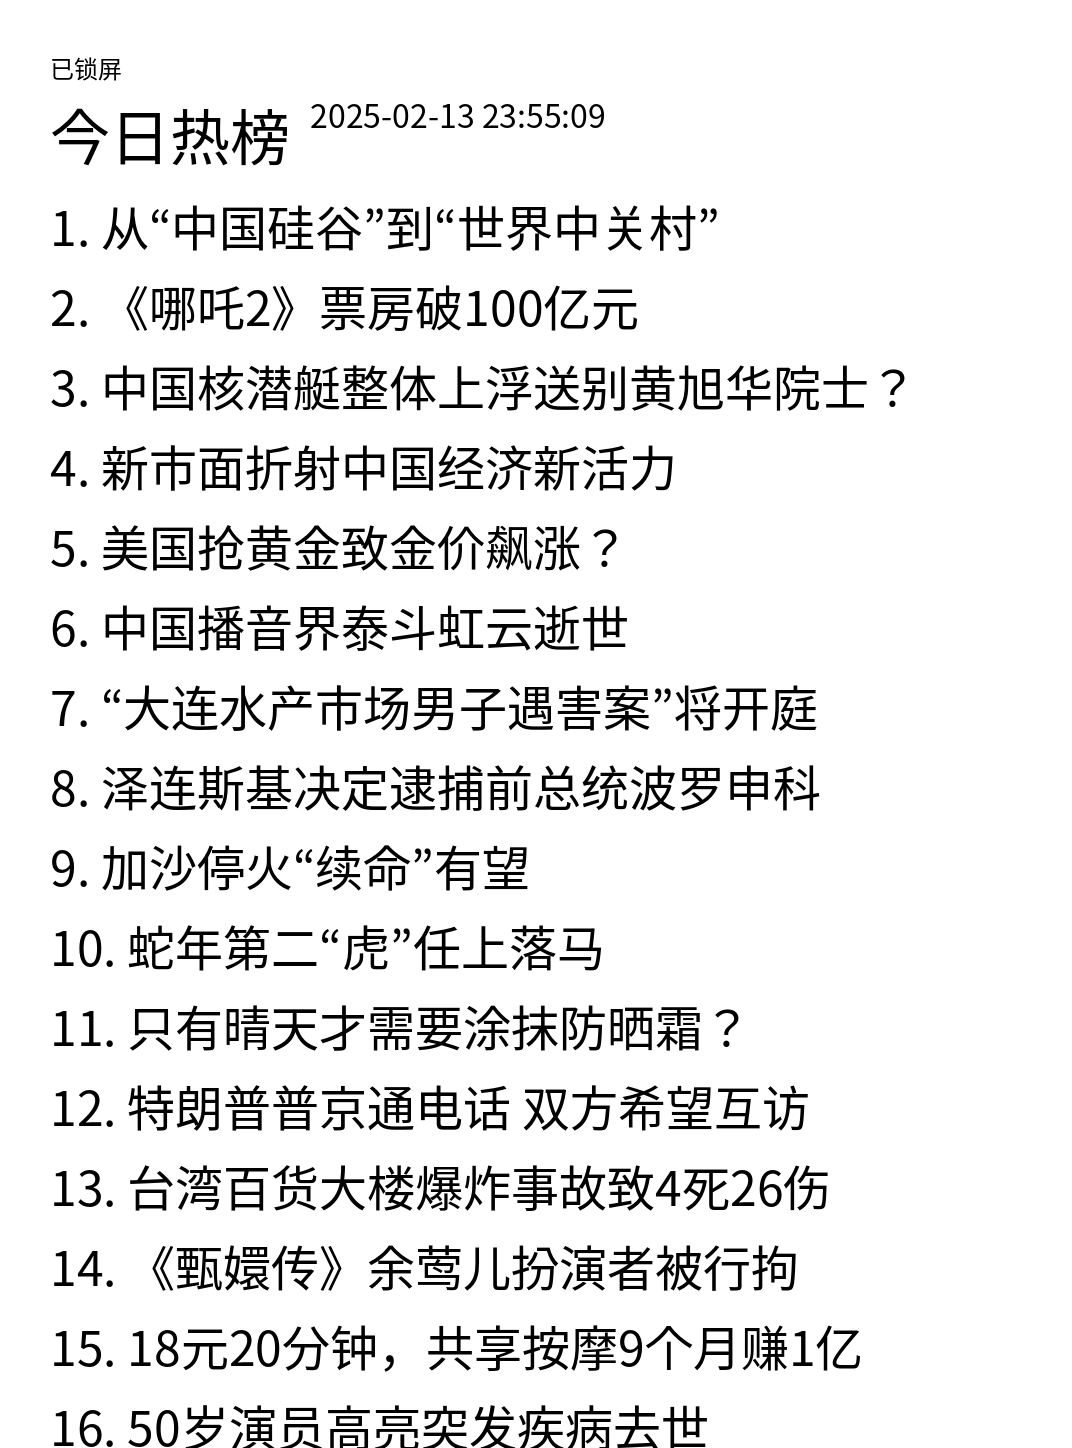 已锁屏
今日热榜 2025-02-13 23:55:09
1. 从“中国硅谷”到“世界中关村”
2. 《哪吒2》票房破100亿元
3. 中国核潜艇整体上浮送别黄旭华院士？
4. 新市面折射中国经济新活力
5. 美国抢黄金致金价飙涨？
6. 中国播音界泰斗虹云逝世
7. “大连水产市场男子遇害案”将开庭
8. 泽连斯基决定逮捕前总统波罗申科
9. 加沙停火“续命”有望
10. 蛇年第二“虎”任上落马
11. 只有晴天才需要涂抹防晒霜？
12. 特朗普普京通电话 双方希望互访
13. 台湾百货大楼爆炸事故致4死26伤
14. 《甄嬛传》余莺儿扮演者被行拘
15. 18元20分钟，共享按摩9个月赚1亿
16. 50岁演员高亮突发疾病去世